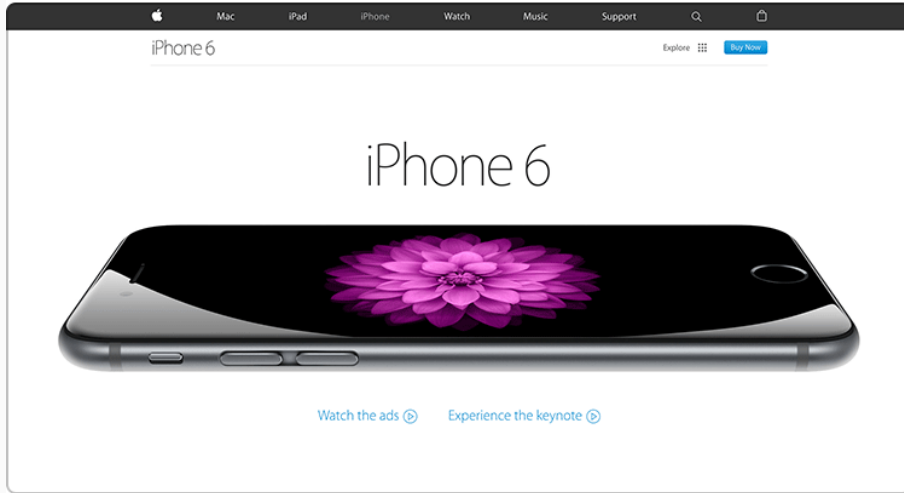 Mac iPad iPhone Watch Music Support
iPhone 6 Explore Buy Now
iPhone 6
Watch the ads Experience the keynote